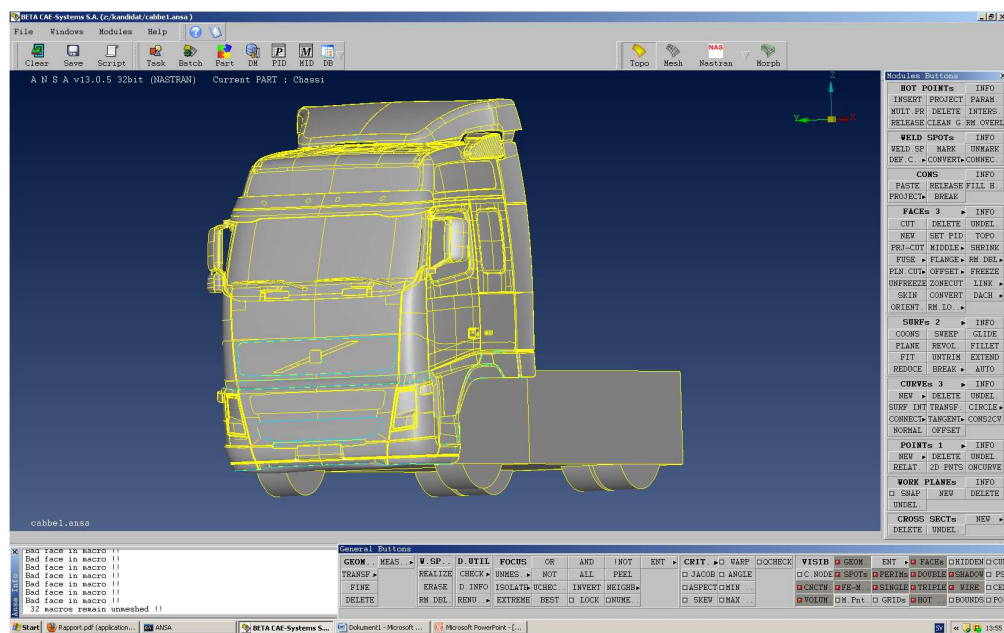 BETA CAE-Systems S.A. (z:/kandidat/cabbe1.ansa)
File Windows Modules Help
Clear Save Script Task Batch Part DM PID MID DB Topo Mesh Nastran Morph
P M NAS
A N S A v13.0.5 32bit (NASTRAN) Current PART : Chassi
Z
Y X
cabbe1.ansa
Modules Buttons
HOT POINTs INFO
INSERT PROJECT PARAM.
MULT.PR DELETE INTERS.
RELEASE CLEAN G. RM.OVERL
WELD SPOTs INFO
WELD.SP MARK UNMARK
DEF.C.. CONVERT CONNEC..
CONS INFO
PASTE RELEASE FILL H..
PROJECT BREAK
FACEs 3 INFO
CUT DELETE UNDEL.
NEW SET PID TOPO
PRJ-CUT MIDDLE SHRINK
FUSE FLANGE RM.DBL
PLN.CUT OFFSET FREEZE
UNFREEZE ZONECUT LINK
SKIN CONVERT DACH
ORIENT. RM.LO..
SURFs 2 INFO
COONS SWEEP GLIDE
PLANE REVOL. FILLET
FIT UNTRIM EXTEND
REDUCE BREAK AUTO
CURVEs 3 INFO
NEW DELETE UNDEL.
SURF INT TRANSF. CIRCLE
CONNECT TANGENT CONS2CV
NORMAL OFFSET
POINTs 1 INFO
NEW DELETE UNDEL.
RELAT. 2D PNTS ONCURVE
WORK PLANEs INFO
SNAP NEW DELETE
UNDEL.
CROSS SECTs NEW
DELETE UNDEL.
Ansa Info
Bad face in macro !!
Bad face in macro !!
Bad face in macro !!
Bad face in macro !!
Bad face in macro !!
Bad face in macro !!
Bad face in macro !!
32 macros remain unmeshed !!
General Buttons
GEOM.. MEAS.. W.SP.. D.UTIL FOCUS OR AND !NOT ENT CRIT. WARP QCHECK VISIB GEOM. ENT FACEs HIDDEN CU
TRANSF. REALIZE CHECK UNMES.. NOT ALL PEEL JACOB ANGLE C.NODE SPOTs PERIMs DOUBLE SHADOW PS
FINE ERASE D.INFO ISOLATE UCHEC.. INVERT NEIGHB ASPECT MIN .. CNCTN FE-M.. SINGLE TRIPLE WIRE CE
DELETE RM.DBL. RENU.. EXTREME BEST LOCK NUME.. SKEW MAX .. VOLUM M.Pnt. GRIDs HOT BOUNDS PO
Start Rapport.pdf (application... ANSA BETA CAE-Systems S... Dokument1 - Microsoft ... Microsoft PowerPoint - [... SV 13:55